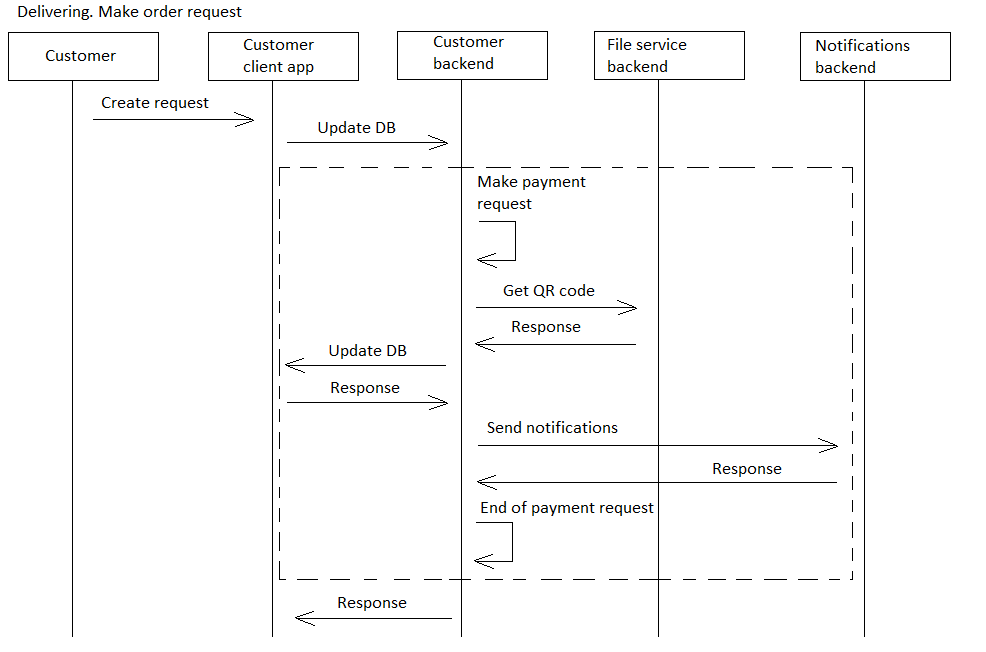 Delivering. Make order request
Customer
Customer
client app
Customer
backend
File service
backend
Notifications
backend
Create request
Update DB
Make payment
request
Get QR code
Response
Update DB
Response
Send notifications
Response
End of payment request
Response